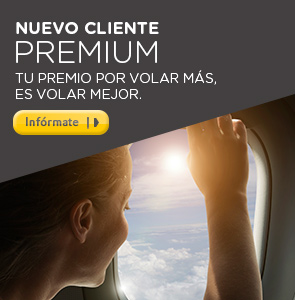 NUEVO CLIENTE
PREMIUM
TU PREMIO POR VOLAR MÁS,
ES VOLAR MEJOR.
Infórmate